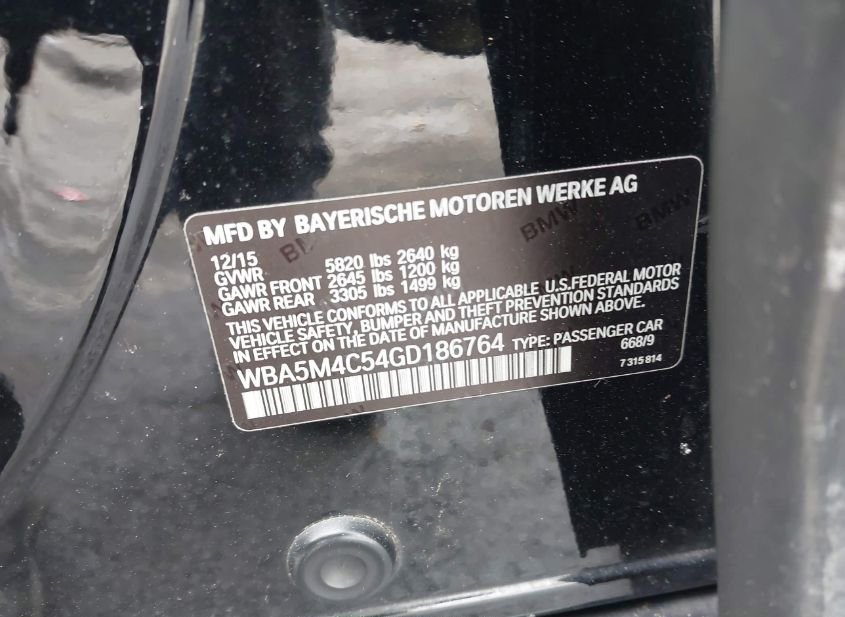 MFD BY BAYERISCHE MOTOREN WERKE AG
12/15
GVWR 5820 lbs 2640 kg
GAWR FRONT 2645 lbs 1200 kg
GAWR REAR 3305 lbs 1499 kg
THIS VEHICLE CONFORMS TO ALL APPLICABLE U.S.FEDERAL MOTOR
VEHICLE SAFETY, BUMPER AND THEFT PREVENTION STANDARDS
IN EFFECT ON THE DATE OF MANUFACTURE SHOWN ABOVE.
WBA5M4C54GD186764 TYPE: PASSENGER CAR
668/9
7 315 814
BMW
BMW